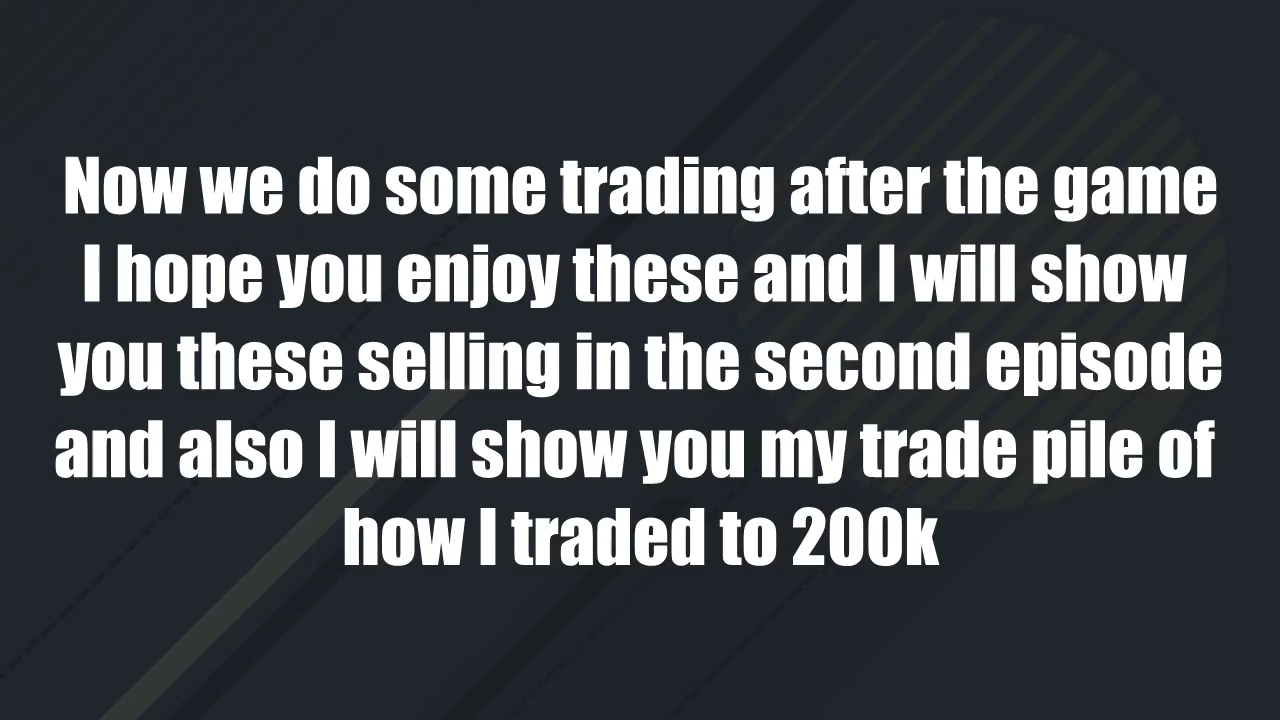 Now we do some trading after the game
I hope you enjoy these and I will show
you these selling in the second episode
and also I will show you my trade pile of
how I traded to 200k